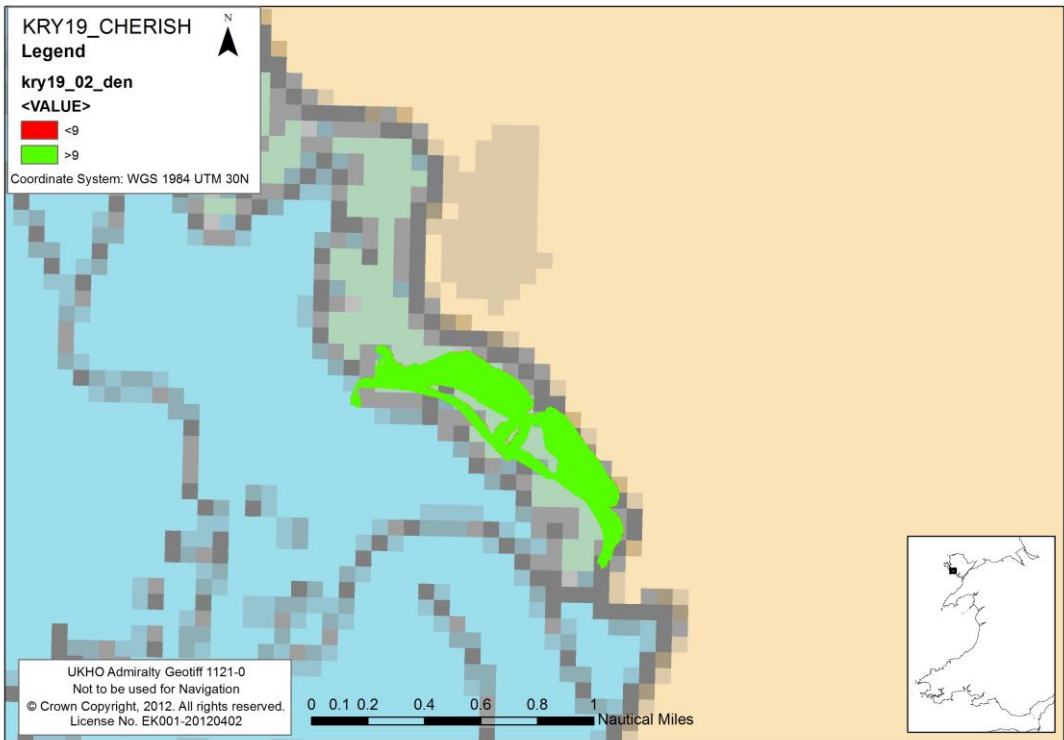 KRY19_CHERISH
N
Legend
kry19_02_den
<VALUE>
<9
>9
Coordinate System: WGS 1984 UTM 30N
UKHO Admiralty Geotiff 1121-0
Not to be used for Navigation
© Crown Copyright, 2012. All rights reserved.
License No. EK001-20120402
0 0.1 0.2 0.4 0.6 0.8 1
Nautical Miles